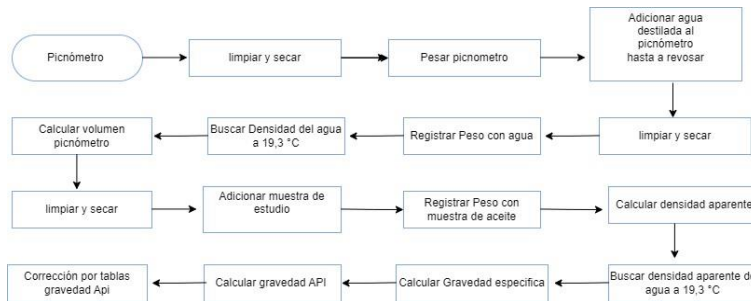 Picnómetro
limpiar y secar
Pesar picnometro
Adicionar agua
destilada al
picnómetro
hasta a revosar
limpiar y secar
Registrar Peso con agua
Buscar Densidad del agua
a 19,3 °C
Calcular volumen
picnómetro
limpiar y secar
Adicionar muestra de
estudio
Registrar Peso con
muestra de aceite
Calcular densidad aparente
Buscar densidad aparente de
agua a 19,3 °C
Calcular Gravedad especifica
Calcular gravedad API
Corrección por tablas
gravedad Api